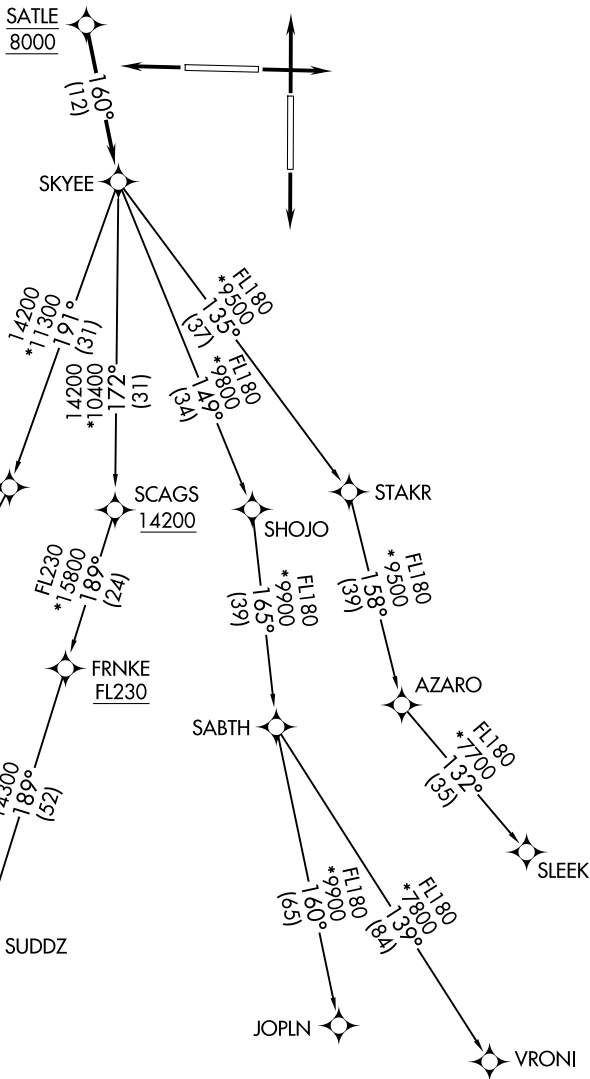 SATLE
8000
160°
(12)
SKYEE
14200
*11300
191°
(31)
14200
*10400
172°
(31)
FL180
*9800
149°
(34)
FL180
*9500
135°
(37)
SCAGS
14200
SHOJO
STAKR
FL230
*15800
189°
(24)
FL180
*9900
165°
(39)
FL180
*9500
158°
(39)
FRNKE
FL230
AZARO
SABTH
189°
(52)
FL180
*7700
132°
(35)
SLEEK
FL180
*9900
160°
(65)
FL180
*7800
139°
(84)
SUDDZ
JOPLN
VRONI